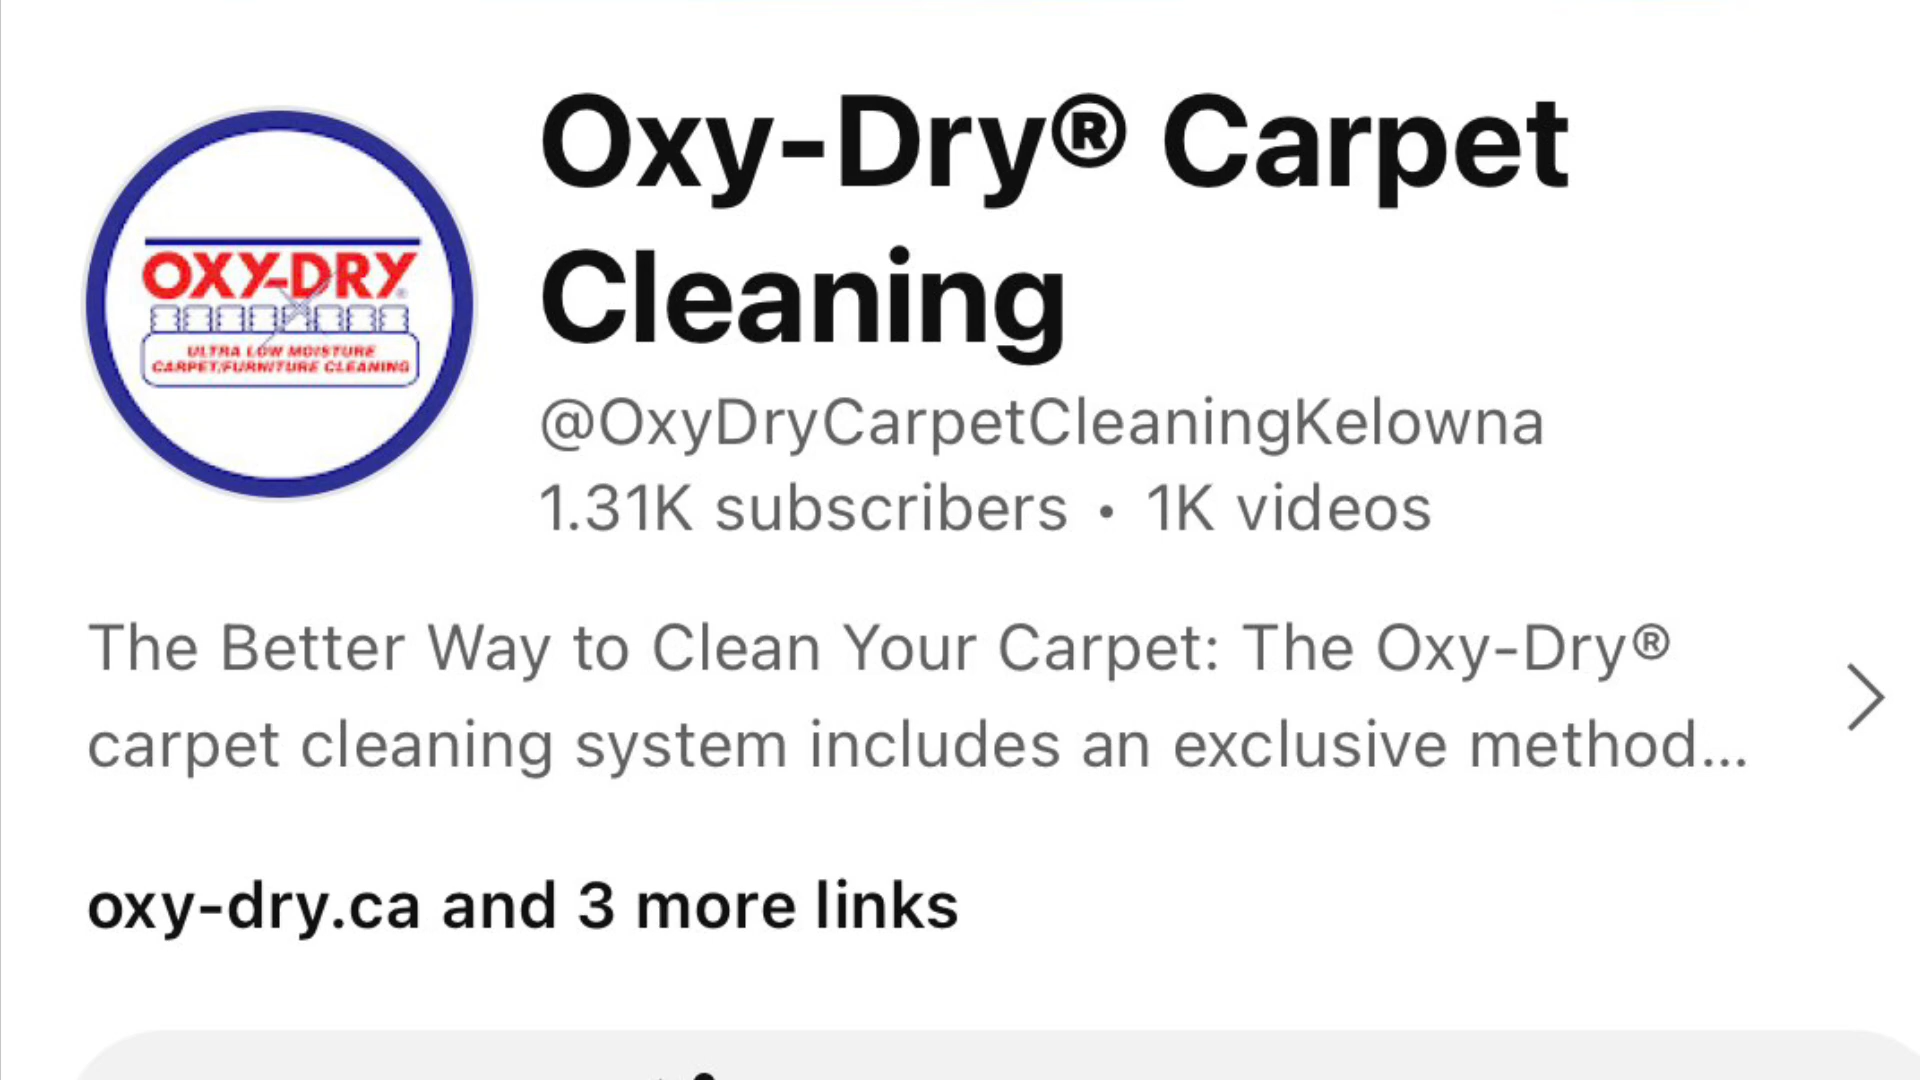 Oxy-Dry® Carpet
Cleaning
OXY-DRY®
ULTRA LOW MOISTURE
CARPET/FURNITURE CLEANING
@OxyDryCarpetCleaningKelowna
1.31K subscribers • 1K videos
The Better Way to Clean Your Carpet: The Oxy-Dry®
carpet cleaning system includes an exclusive method...
oxy-dry.ca and 3 more links